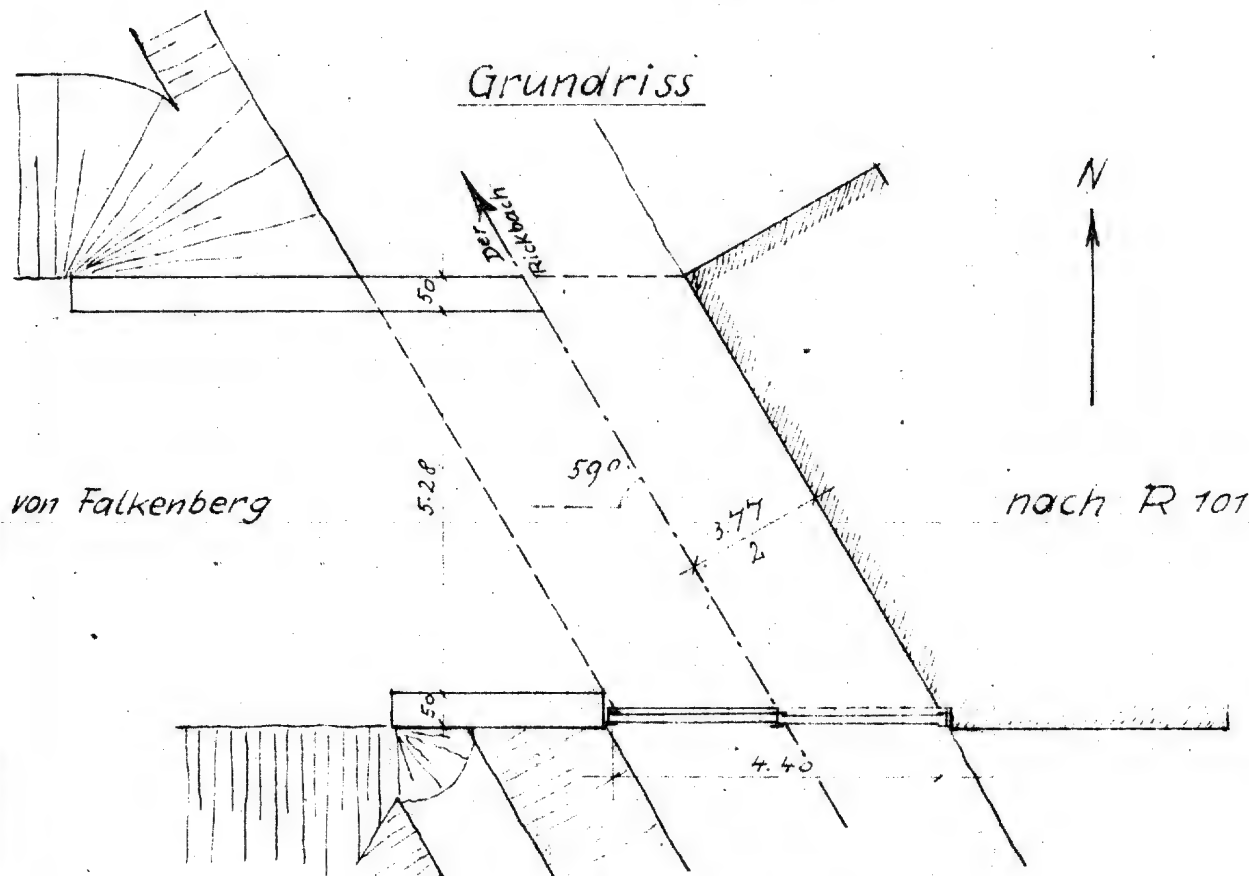 Grundriss
N
Der
Rickbach
50
5.28
59°
3.77
2
von Falkenberg
nach R 101
50
4.40